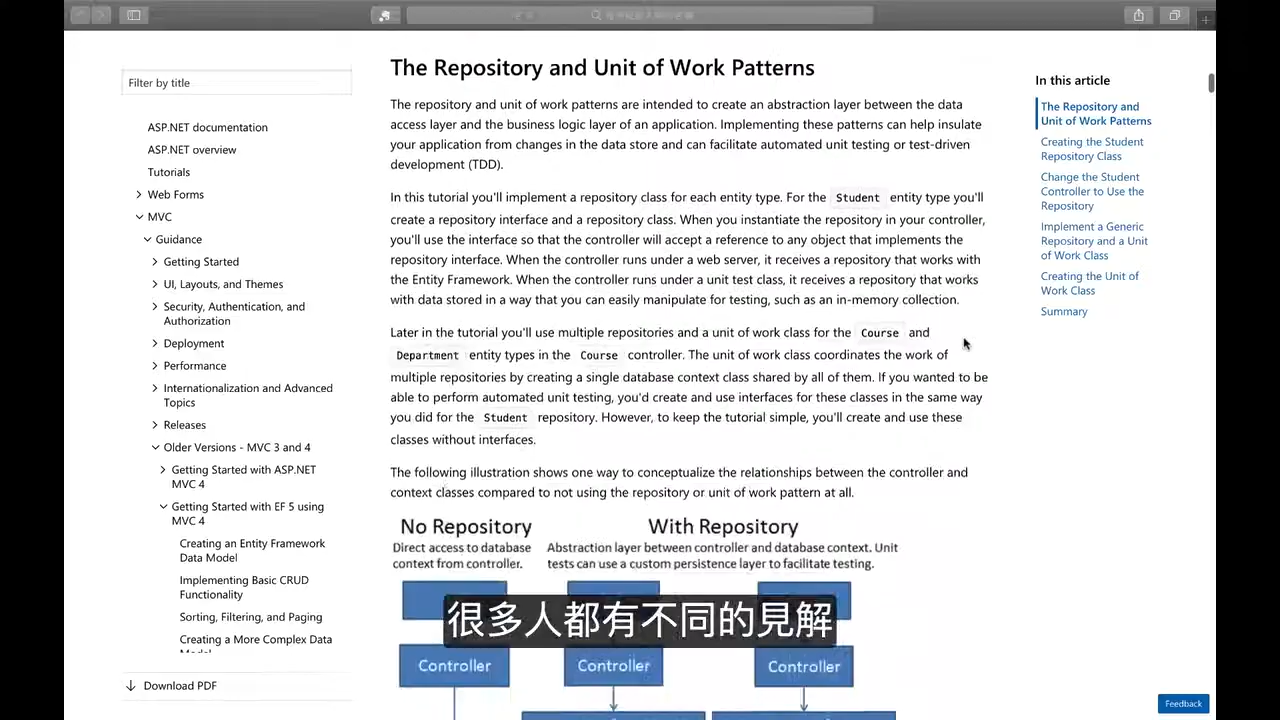 The Repository and Unit of Work Patterns
The repository and unit of work patterns are intended to create an abstraction layer between the data
access layer and the business logic layer of an application. Implementing these patterns can help insulate
your application from changes in the data store and can facilitate automated unit testing or test-driven
development (TDD).
In this tutorial you'll implement a repository class for each entity type. For the Student entity type you'll
create a repository interface and a repository class. When you instantiate the repository in your controller,
you'll use the interface so that the controller will accept a reference to any object that implements the
repository interface. When the controller runs under a web server, it receives a repository that works with
the Entity Framework. When the controller runs under a unit test class, it receives a repository that works
with data stored in a way that you can easily manipulate for testing, such as an in-memory collection.
Later in the tutorial you'll use multiple repositories and a unit of work class for the Course and
Department entity types in the Course controller. The unit of work class coordinates the work of
multiple repositories by creating a single database context class shared by all of them. If you wanted to be
able to perform automated unit testing, you'd create and use interfaces for these classes in the same way
you did for the Student repository. However, to keep the tutorial simple, you'll create and use these
classes without interfaces.
The following illustration shows one way to conceptualize the relationships between the controller and
context classes compared to not using the repository or unit of work pattern at all.
No Repository
Direct access to database
context from controller.
With Repository
Abstraction layer between controller and database context. Unit
tests can use a custom persistence layer to facilitate testing.
很多人都有不同的見解
Controller
Controller
Controller
Filter by title
ASP.NET documentation
ASP.NET overview
Tutorials
Web Forms
MVC
Guidance
Getting Started
UI, Layouts, and Themes
Security, Authentication, and
Authorization
Deployment
Performance
Internationalization and Advanced
Topics
Releases
Older Versions - MVC 3 and 4
Getting Started with ASP.NET
MVC 4
Getting Started with EF 5 using
MVC 4
Creating an Entity Framework
Data Model
Implementing Basic CRUD
Functionality
Sorting, Filtering, and Paging
Creating a More Complex Data
Model
Download PDF
In this article
The Repository and
Unit of Work Patterns
Creating the Student
Repository Class
Change the Student
Controller to Use the
Repository
Implement a Generic
Repository and a Unit
of Work Class
Creating the Unit of
Work Class
Summary
Feedback